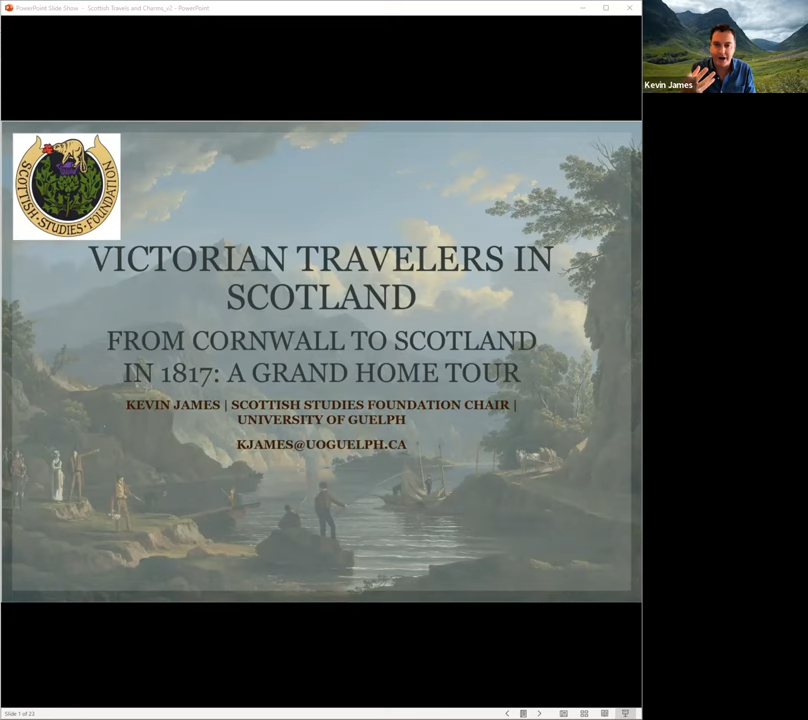 PowerPoint Slide Show - Scottish Travels and Charms_v2 - PowerPoint
Kevin James
SCOTTISH·STUDIES·FOUNDATION
VICTORIAN TRAVELERS IN
SCOTLAND
FROM CORNWALL TO SCOTLAND
IN 1817: A GRAND HOME TOUR
KEVIN JAMES | SCOTTISH STUDIES FOUNDATION CHAIR |
UNIVERSITY OF GUELPH
KJAMES@UOGUELPH.CA
Slide 1 of 23